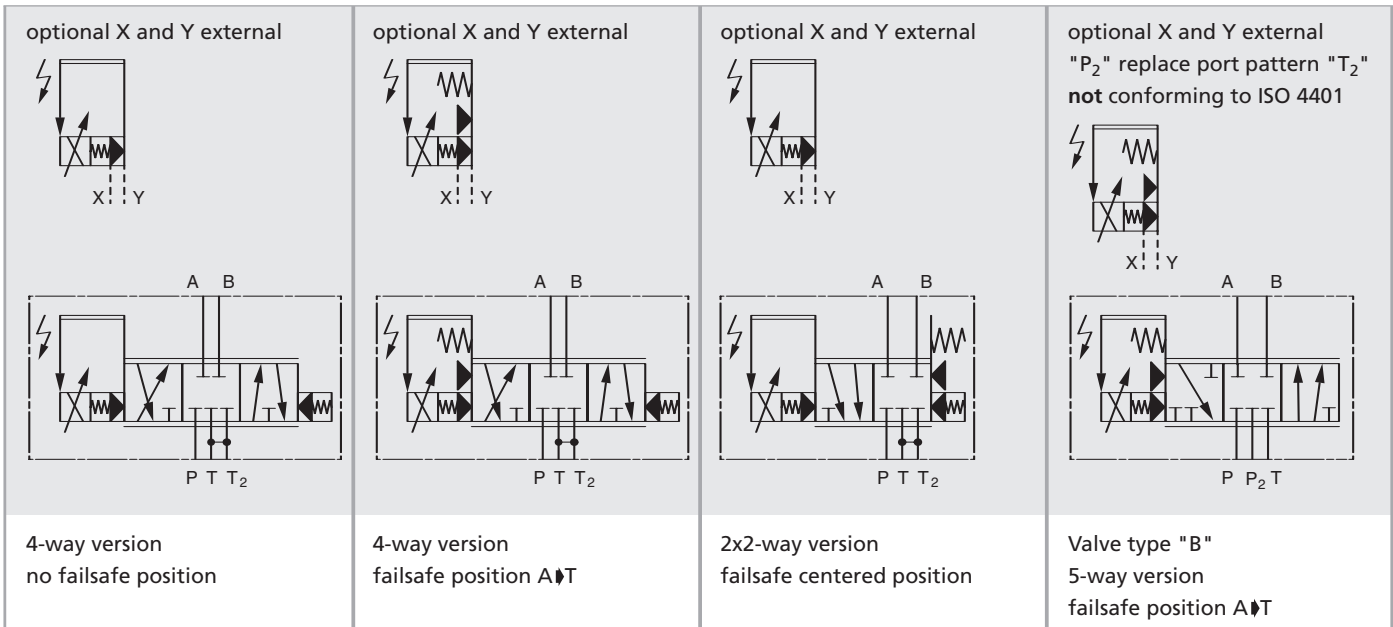 optional X and Y external
X Y
A B
P T T2
4-way version
no failsafe position
optional X and Y external
X Y
A B
P T T2
4-way version
failsafe position A➧T
optional X and Y external
X Y
A B
P T T2
2x2-way version
failsafe centered position
optional X and Y external
"P2" replace port pattern "T2"
not conforming to ISO 4401
X Y
A B
P P2 T
Valve type "B"
5-way version
failsafe position A➧T